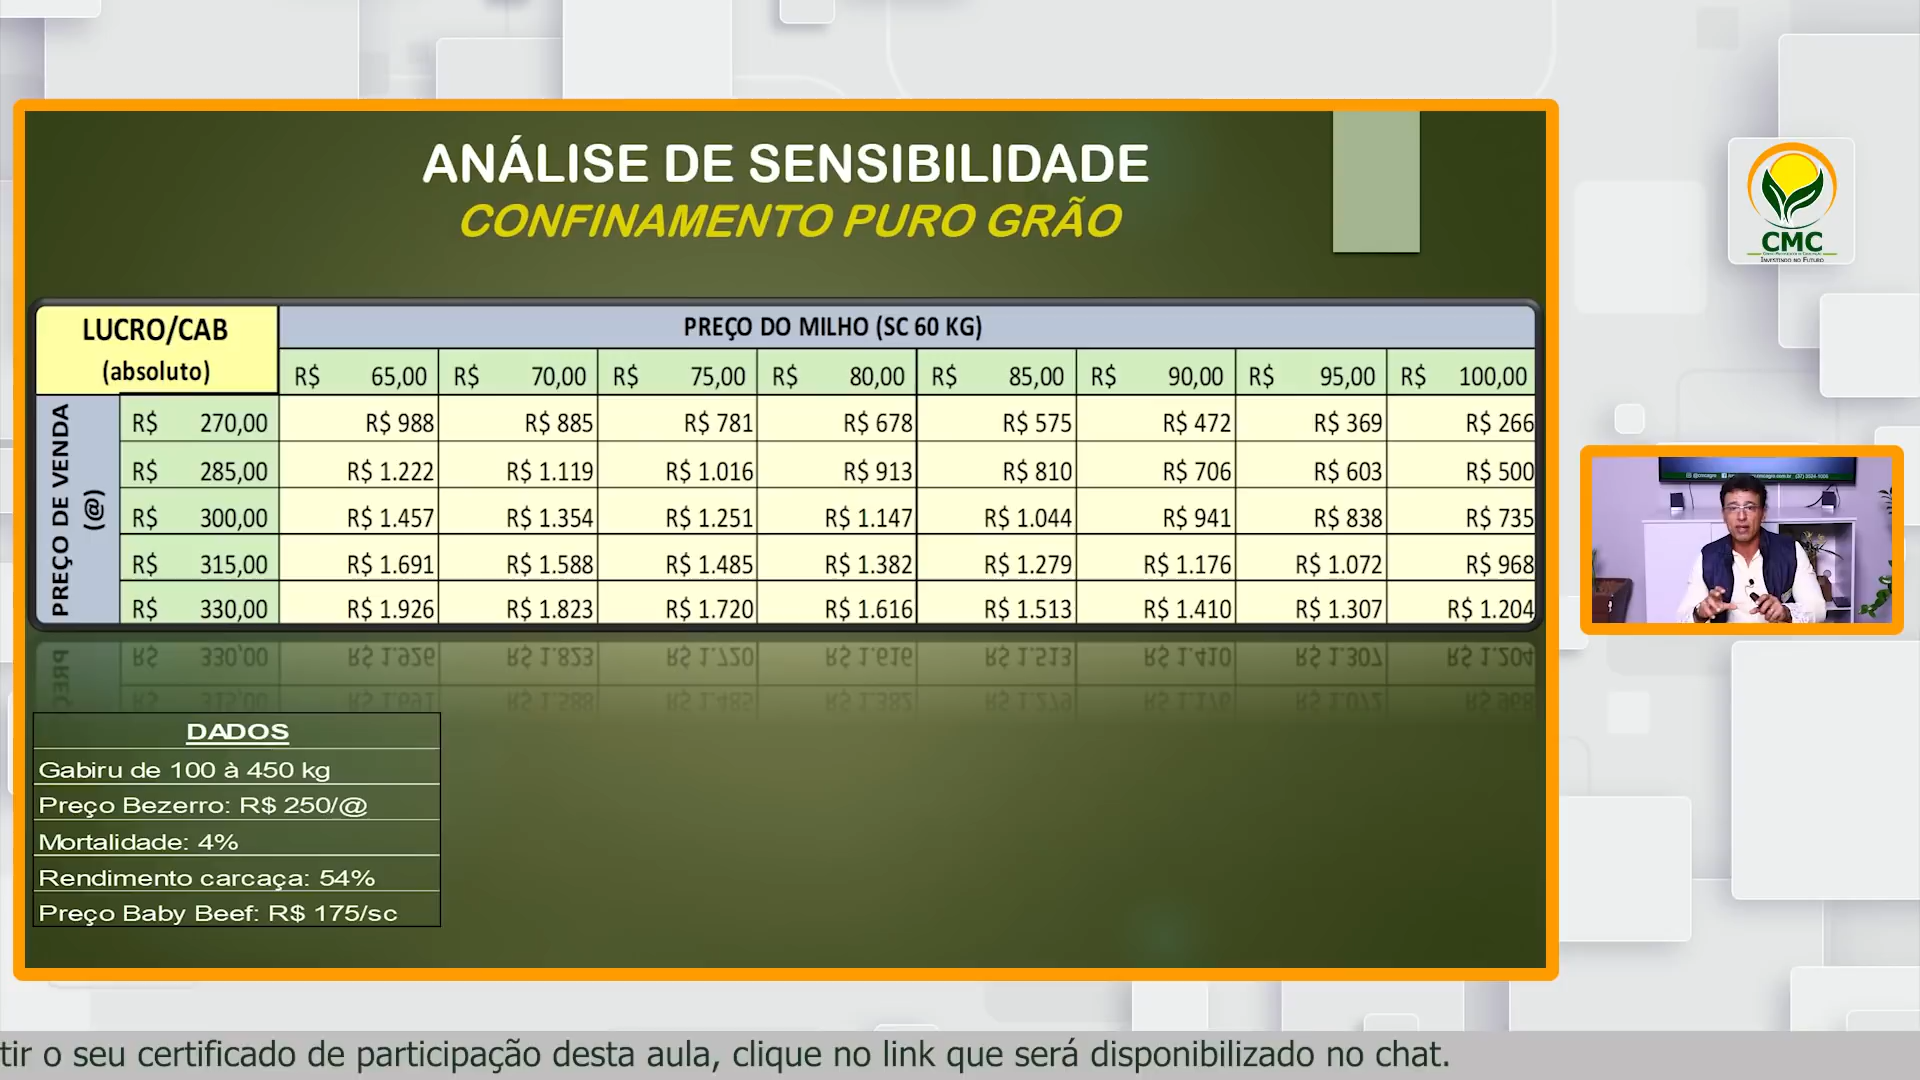 ANÁLISE DE SENSIBILIDADE
CONFINAMENTO PURO GRÃO
CMC
INVESTINDO NO FUTURO
LUCRO/CAB
(absoluto)
PREÇO DO MILHO (SC 60 KG)
R$ 65,00 R$ 70,00 R$ 75,00 R$ 80,00 R$ 85,00 R$ 90,00 R$ 95,00 R$ 100,00
PREÇO DE VENDA
(@)
R$ 270,00 R$ 988 R$ 885 R$ 781 R$ 678 R$ 575 R$ 472 R$ 369 R$ 266
R$ 285,00 R$ 1.222 R$ 1.119 R$ 1.016 R$ 913 R$ 810 R$ 706 R$ 603 R$ 500
R$ 300,00 R$ 1.457 R$ 1.354 R$ 1.251 R$ 1.147 R$ 1.044 R$ 941 R$ 838 R$ 735
R$ 315,00 R$ 1.691 R$ 1.588 R$ 1.485 R$ 1.382 R$ 1.279 R$ 1.176 R$ 1.072 R$ 968
R$ 330,00 R$ 1.926 R$ 1.823 R$ 1.720 R$ 1.616 R$ 1.513 R$ 1.410 R$ 1.307 R$ 1.204
DADOS
Gabiru de 100 à 450 kg
Preço Bezerro: R$ 250/@
Mortalidade: 4%
Rendimento carcaça: 54%
Preço Baby Beef: R$ 175/sc
tir o seu certificado de participação desta aula, clique no link que será disponibilizado no chat.